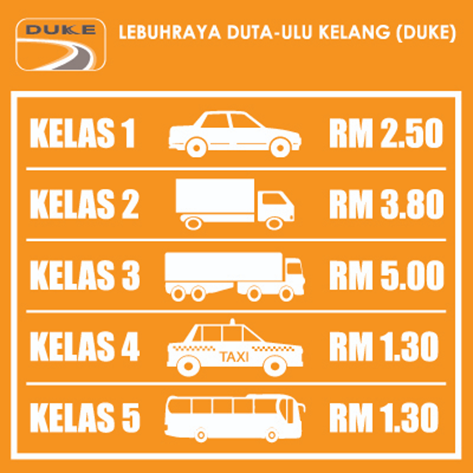 DUKE
LEBUHRAYA DUTA-ULU KELANG (DUKE)
KELAS 1 RM 2.50
KELAS 2 RM 3.80
KELAS 3 RM 5.00
KELAS 4 TAXI RM 1.30
KELAS 5 RM 1.30